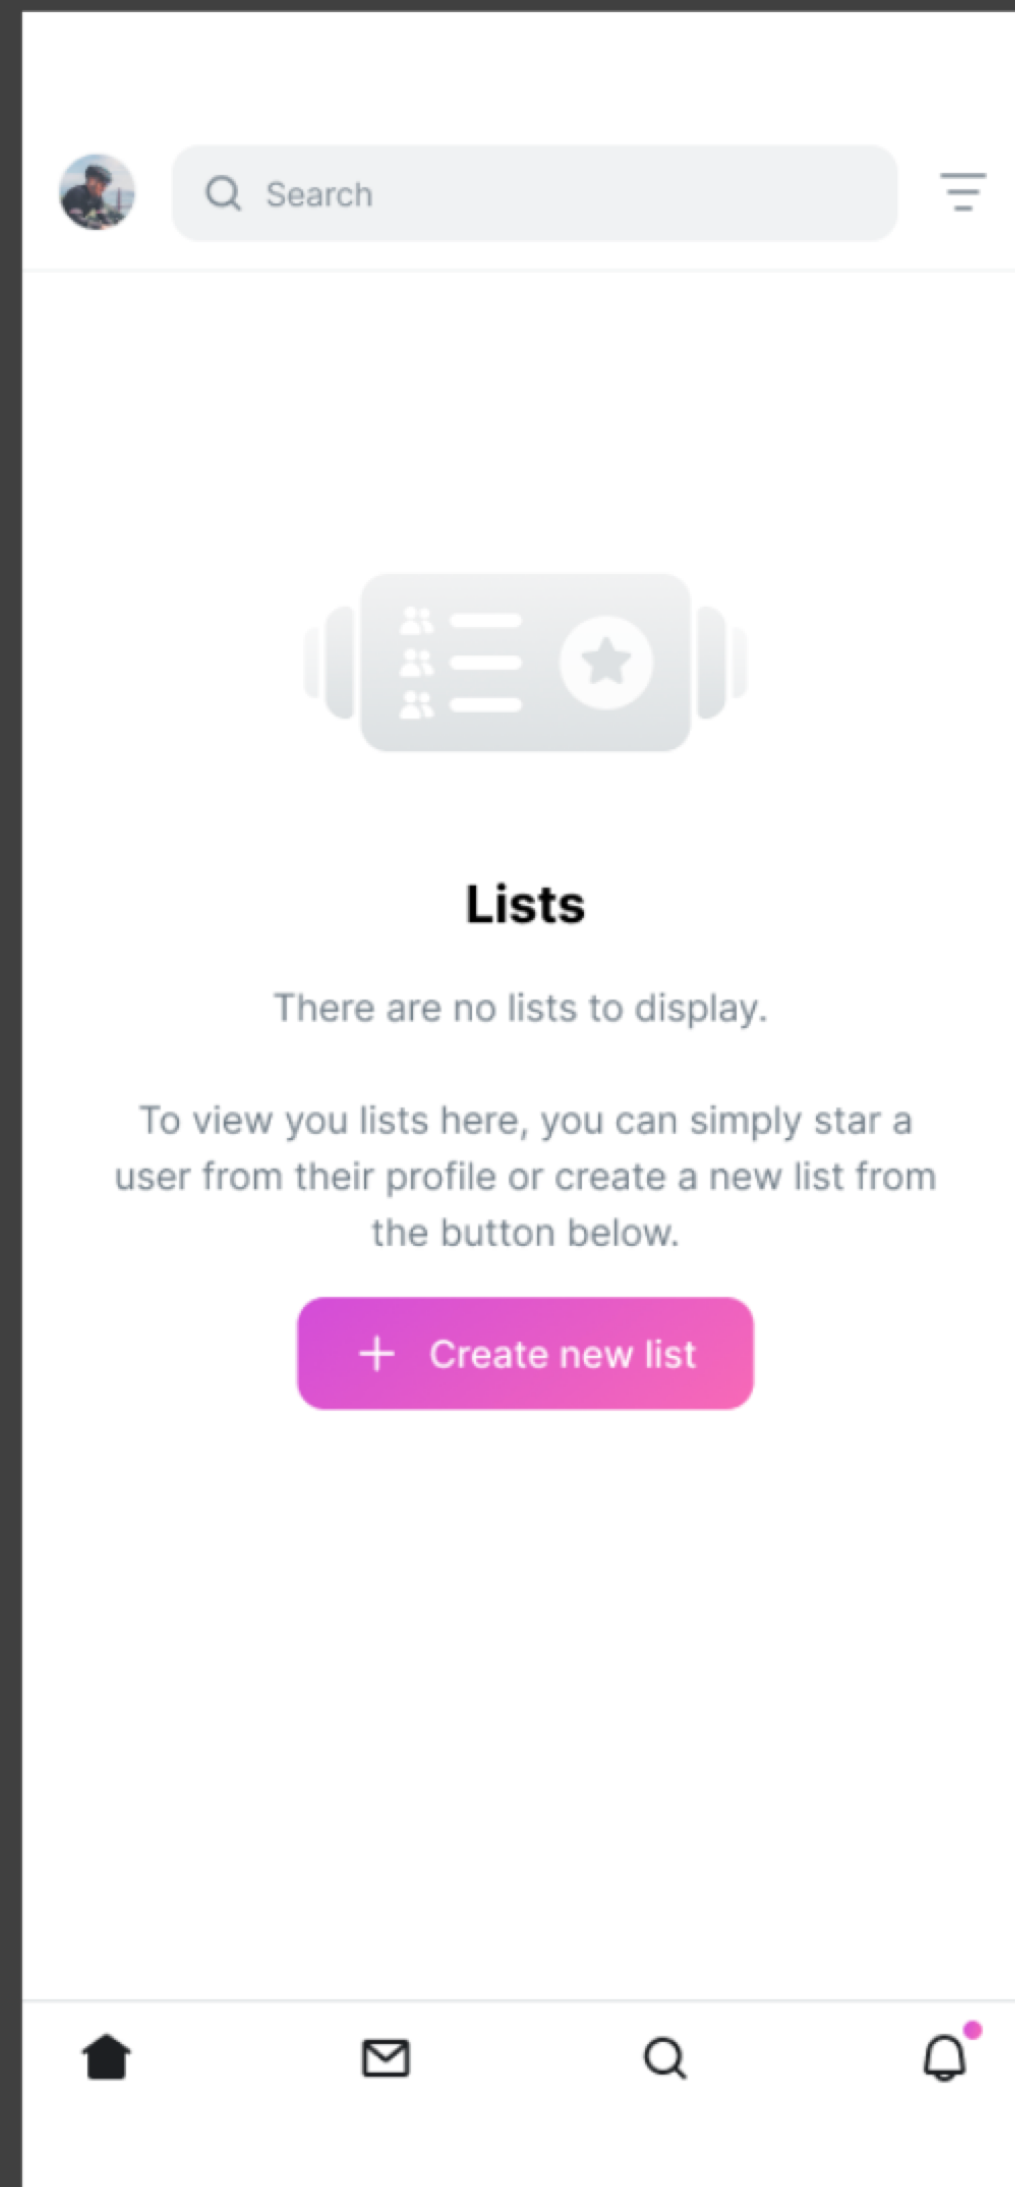 Search
Lists
There are no lists to display.
To view you lists here, you can simply star a
user from their profile or create a new list from
the button below.
Create new list